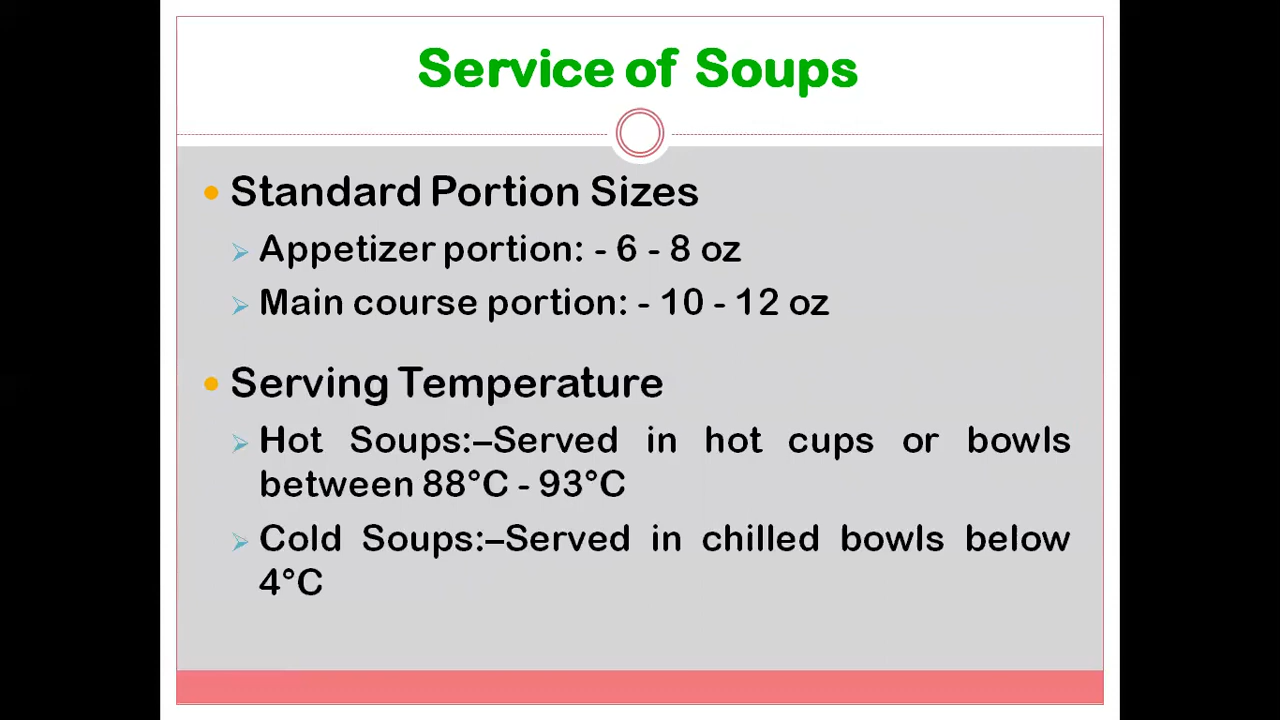 Service of Soups
Standard Portion Sizes
Appetizer portion: - 6 - 8 oz
Main course portion: - 10 - 12 oz
Serving Temperature
Hot Soups:–Served in hot cups or bowls
between 88°C - 93°C
Cold Soups:–Served in chilled bowls below
4°C